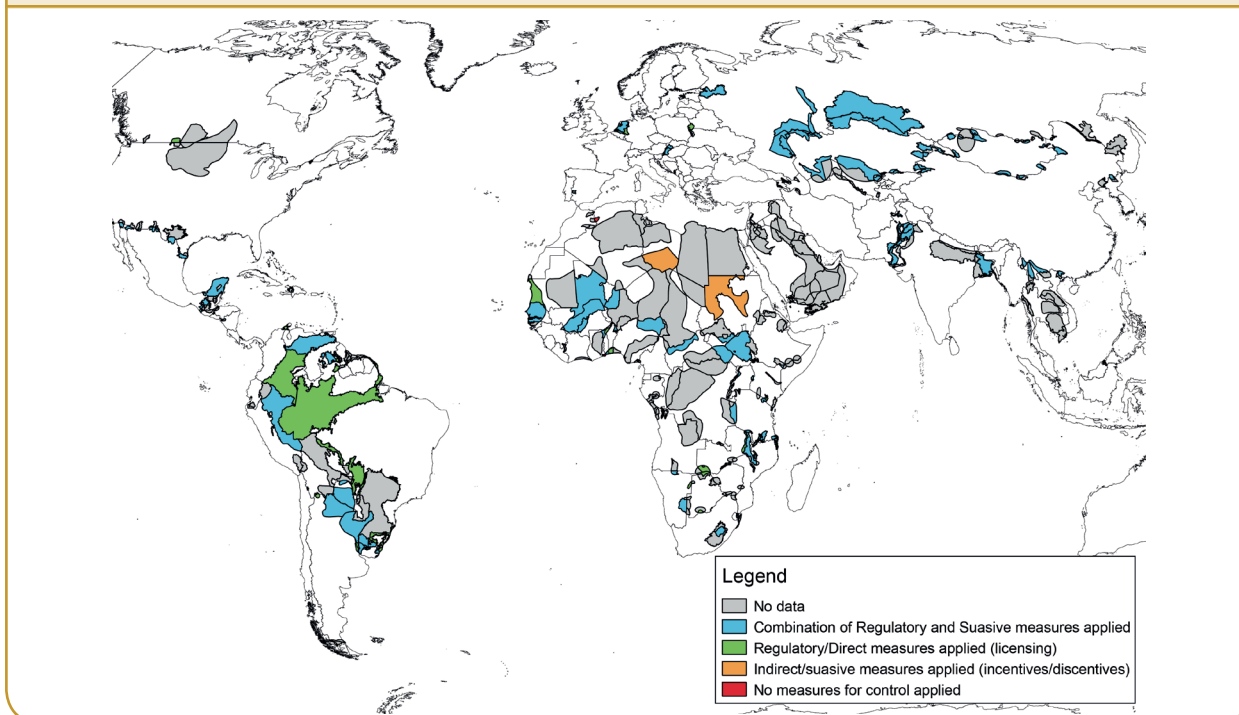 Legend
No data
Combination of Regulatory and Suasive measures applied
Regulatory/Direct measures applied (licensing)
Indirect/suasive measures applied (incentives/discentives)
No measures for control applied